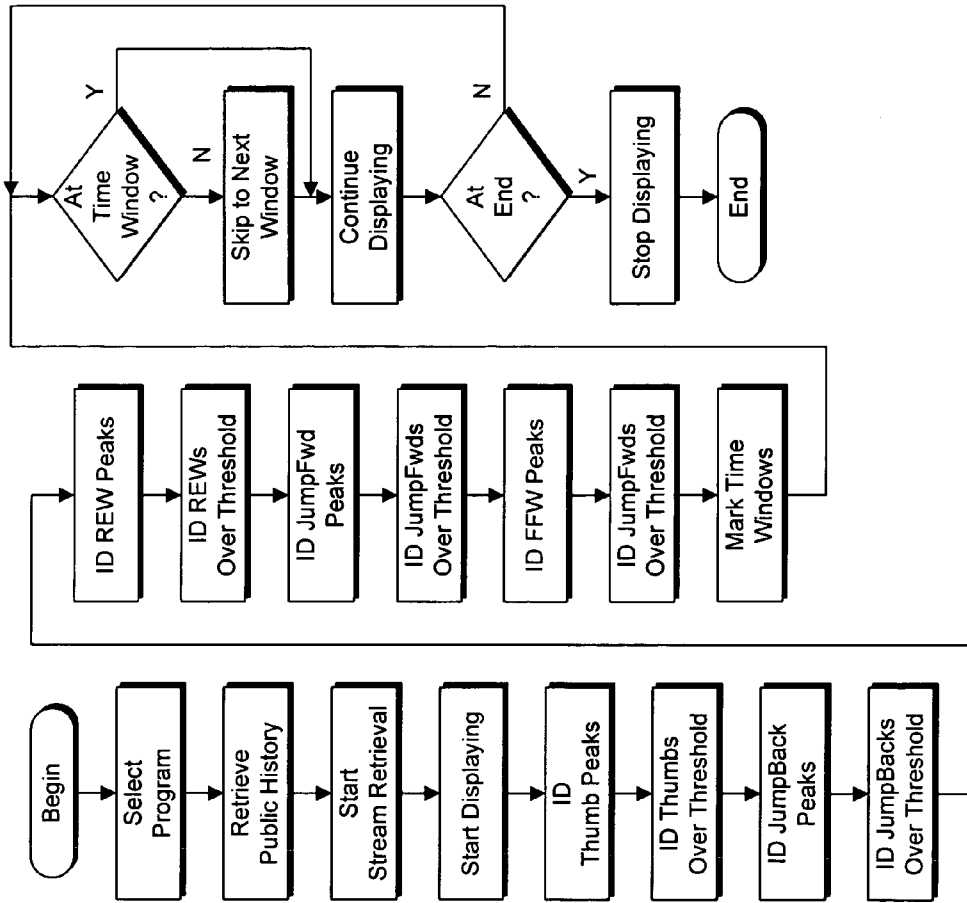 Begin
Select
Program
Retrieve
Public History
Start
Stream Retrieval
Start Displaying
ID
Thumb Peaks
ID Thumbs
Over Threshold
ID JumpBack
Peaks
ID JumpBacks
Over Threshold
ID REW Peaks
ID REWs
Over Threshold
ID JumpFwd
Peaks
ID JumpFwds
Over Threshold
ID FFW Peaks
ID JumpFwds
Over Threshold
Mark Time
Windows
At
Time
Window
?
Y
N
Skip to Next
Window
Continue
Displaying
At
End
?
N
Y
Stop Displaying
End